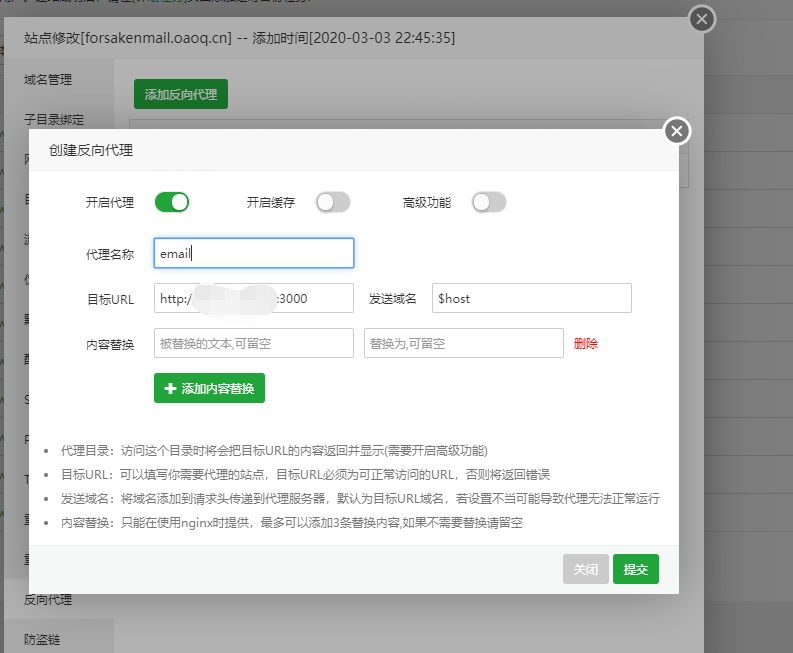 站点修改[forsakenmail.oaoq.cn] -- 添加时间[2020-03-03 22:45:35]
域名管理
添加反向代理
子目录绑定
创建反向代理
开启代理 开启缓存 高级功能
代理名称 email
目标URL http:/ :3000 发送域名 $host
内容替换 被替换的文本,可留空 替换为,可留空 删除
添加内容替换
代理目录：访问这个目录时将会把目标URL的内容返回并显示(需要开启高级功能)
目标URL：可以填写你需要代理的站点，目标URL必须为可正常访问的URL，否则将返回错误
发送域名：将域名添加到请求头传递到代理服务器，默认为目标URL域名，若设置不当可能导致代理无法正常运行
内容替换：只能在使用nginx时提供，最多可以添加3条替换内容,如果不需要替换请留空
关闭 提交
反向代理
防盗链